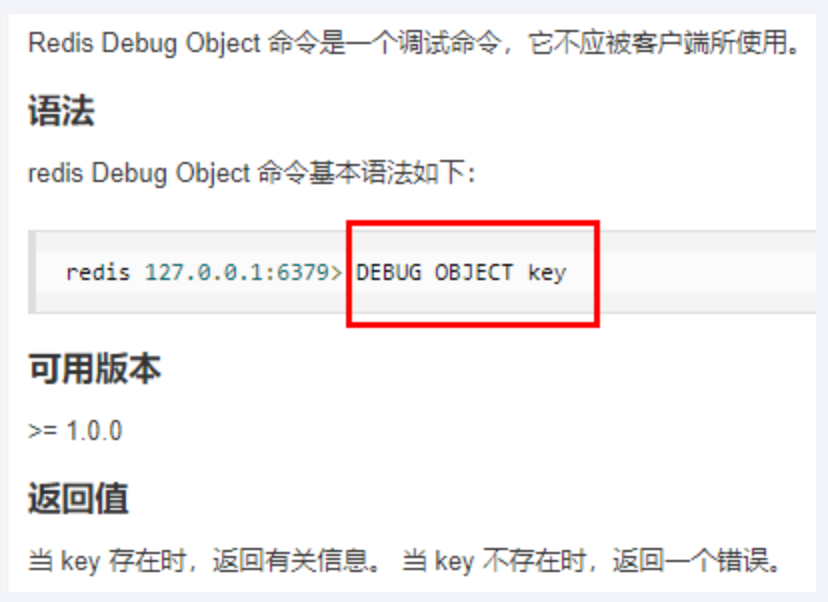 Redis Debug Object 命令是一个调试命令，它不应被客户端所使用。
语法
redis Debug Object 命令基本语法如下：
redis 127.0.0.1:6379> DEBUG OBJECT key
可用版本
>= 1.0.0
返回值
当 key 存在时，返回有关信息。 当 key 不存在时，返回一个错误。